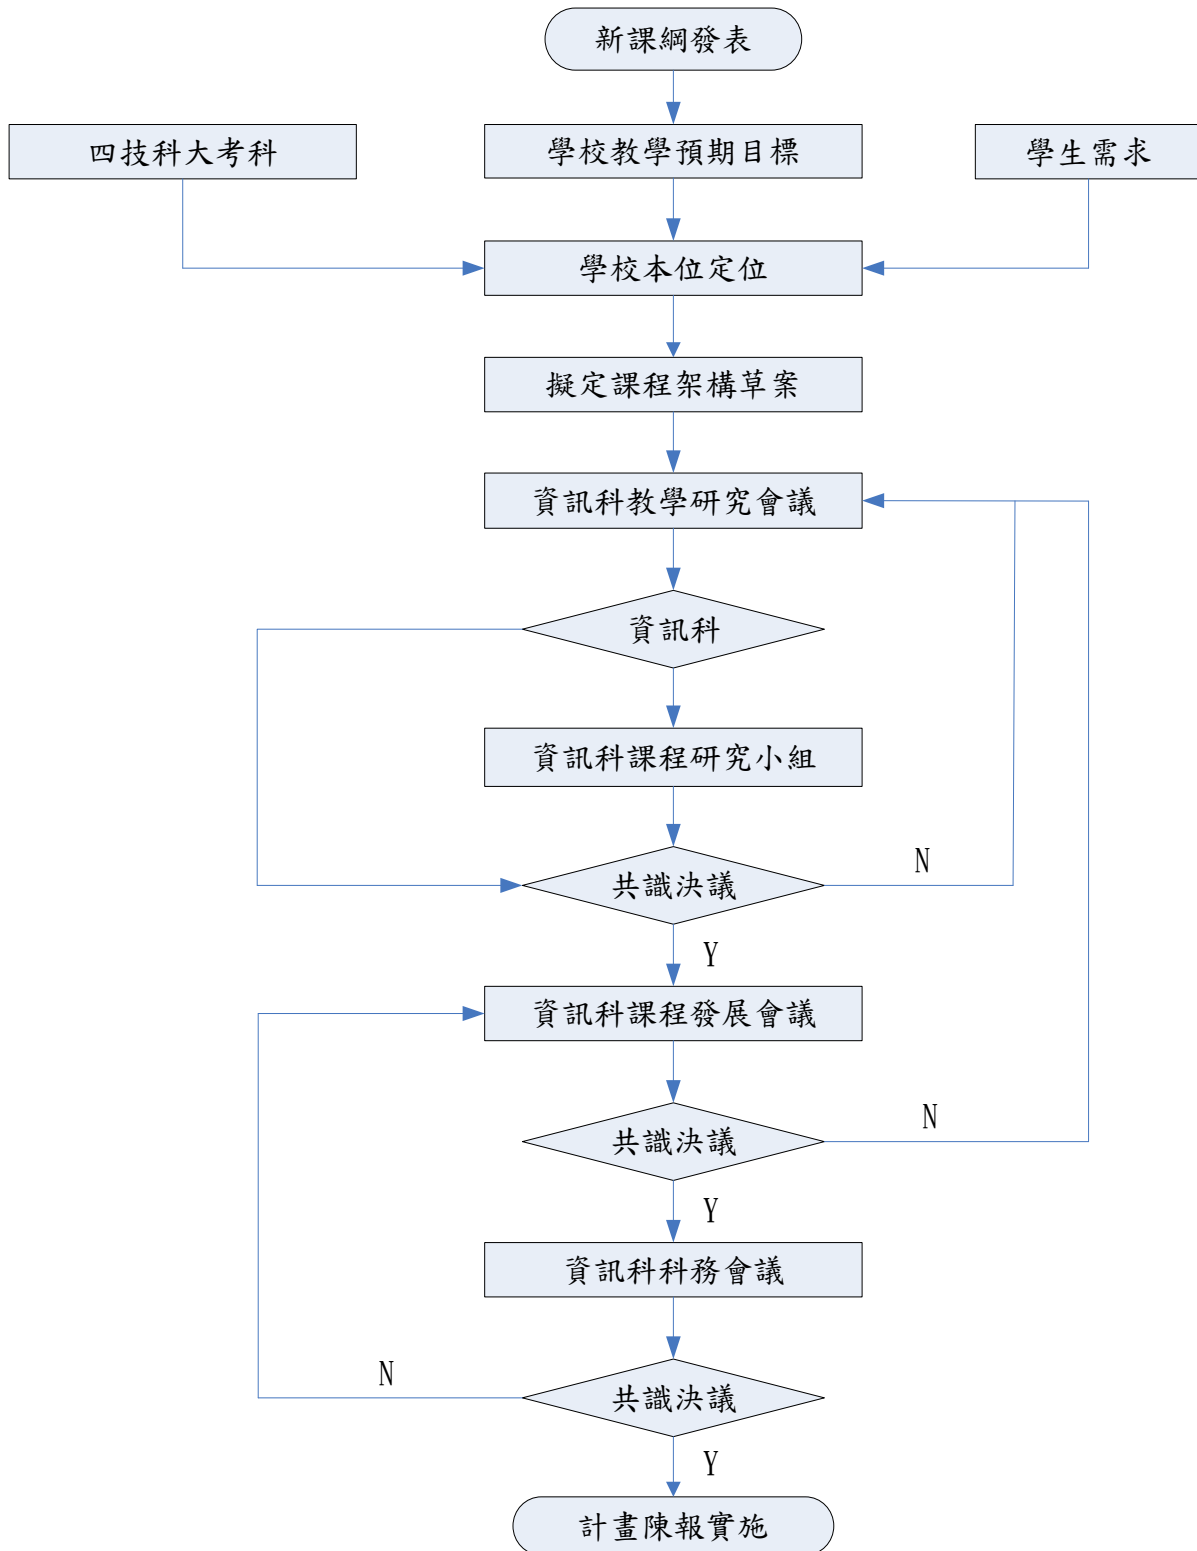 新課綱發表
四技科大考科
學校教學預期目標
學生需求
學校本位定位
擬定課程架構草案
資訊科教學研究會議
資訊科
資訊科課程研究小組
共識決議
N
Y
資訊科課程發展會議
共識決議
N
Y
資訊科科務會議
N
共識決議
Y
計畫陳報實施